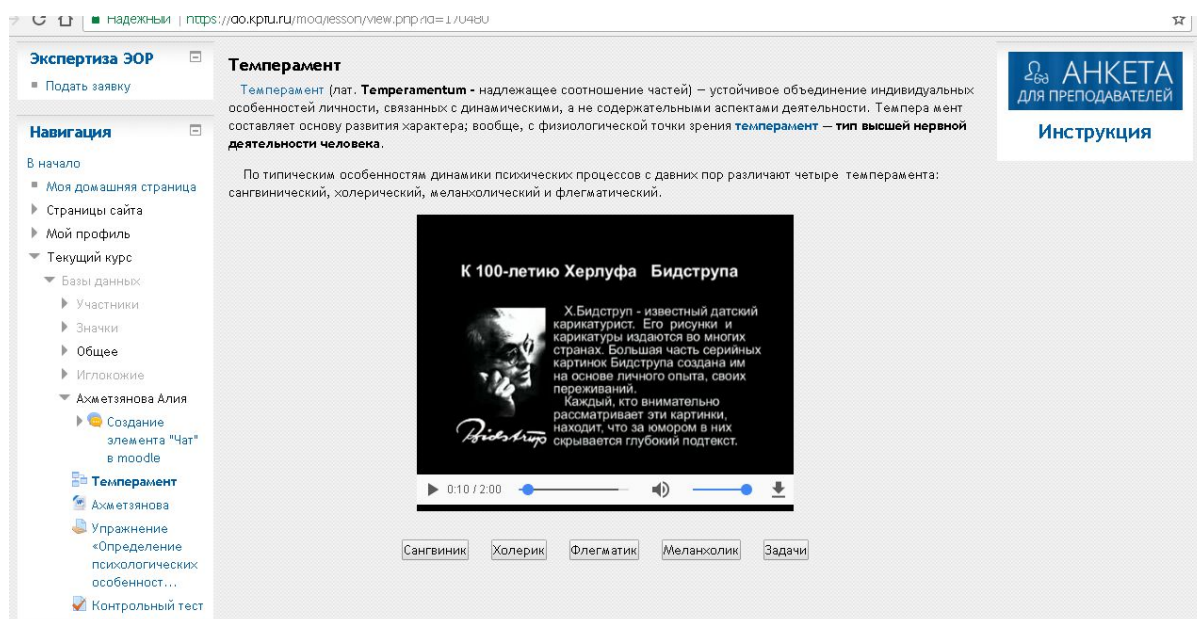 Надежный | https://do.kpfu.ru/mod/lesson/view.php?id=170480
Экспертиза ЭОР
Подать заявку
Навигация
В начало
Моя домашняя страница
Страницы сайта
Мой профиль
Текущий курс
Базы данных
Участники
Значки
Общее
Иглокожие
Ахметзянова Алия
Создание
элемента "Чат"
в moodle
Темперамент
Ахметзянова
Упражнение
«Определение
психологических
особенност...
Контрольный тест
Темперамент
Темперамент (лат. Temperamentum - надлежащее соотношение частей) — устойчивое объединение индивидуальных
особенностей личности, связанных с динамическими, а не содержательными аспектами деятельности. Темпера мент
составляет основу развития характера; вообще, с физиологической точки зрения темперамент — тип высшей нервной
деятельности человека.
По типическим особенностям динамики психических процессов с давних пор различают четыре темперамента:
сангвинический, холерический, меланхолический и флегматический.
К 100-летию Херлуфа Бидструпа
Х.Бидструп - известный датский
карикатурист. Его рисунки и
карикатуры издаются во многих
странах. Большая часть серийных
картинок Бидструпа создана им
на основе личного опыта, своих
переживаний.
Каждый, кто внимательно
рассматривает эти картинки,
находит, что за юмором в них
скрывается глубокий подтекст.
Bidstrup
0:10 / 2:00
Сангвиник Холерик Флегматик Меланхолик Задачи
АНКЕТА
ДЛЯ ПРЕПОДАВАТЕЛЕЙ
Инструкция